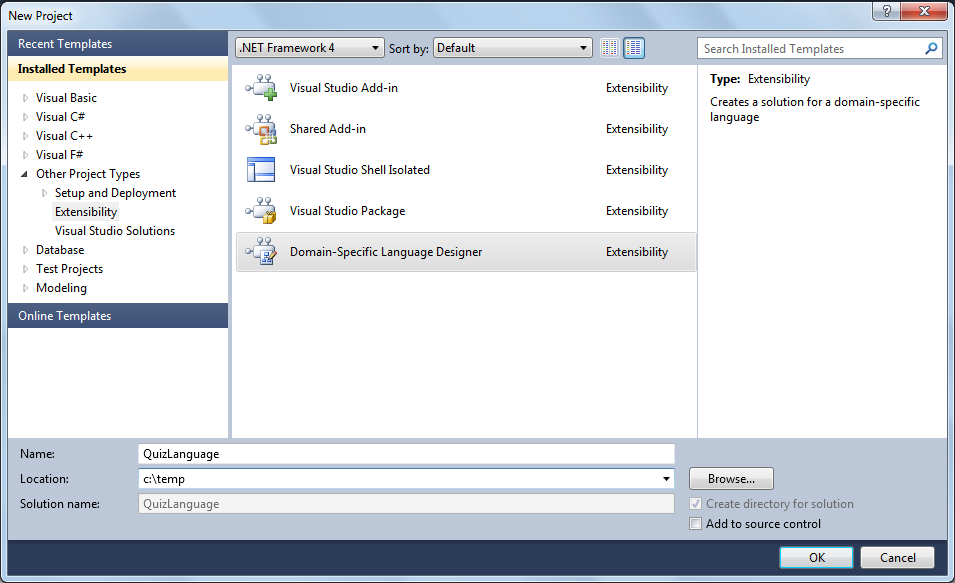 New Project
?
Recent Templates
Installed Templates
Visual Basic
Visual C#
Visual C++
Visual F#
Other Project Types
Setup and Deployment
Extensibility
Visual Studio Solutions
Database
Test Projects
Modeling
Online Templates
.NET Framework 4 Sort by: Default
Visual Studio Add-in Extensibility
Shared Add-in Extensibility
Visual Studio Shell Isolated Extensibility
Visual Studio Package Extensibility
Domain-Specific Language Designer Extensibility
Search Installed Templates
Type: Extensibility
Creates a solution for a domain-specific
language
Name: QuizLanguage
Location: c:\temp Browse...
Solution name: QuizLanguage
Create directory for solution
Add to source control
OK Cancel